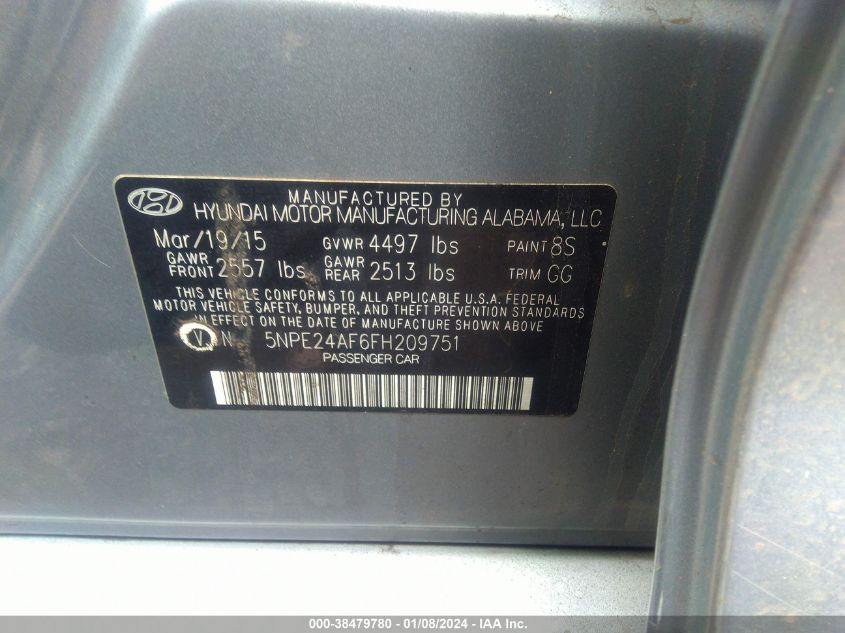 MANUFACTURED BY
HYUNDAI MOTOR MANUFACTURING ALABAMA, LLC
Mar/19/15 GVWR 4497 lbs PAINT 8S
GAWR FRONT 2557 lbs GAWR REAR 2513 lbs TRIM GG
THIS VEHICLE CONFORMS TO ALL APPLICABLE U.S.A. FEDERAL
MOTOR VEHICLE SAFETY, BUMPER, AND THEFT PREVENTION STANDARDS
IN EFFECT ON THE DATE OF MANUFACTURE SHOWN ABOVE
V N 5NPE24AF6FH209751
PASSENGER CAR
000-38479780 - 01/08/2024 - IAA Inc.